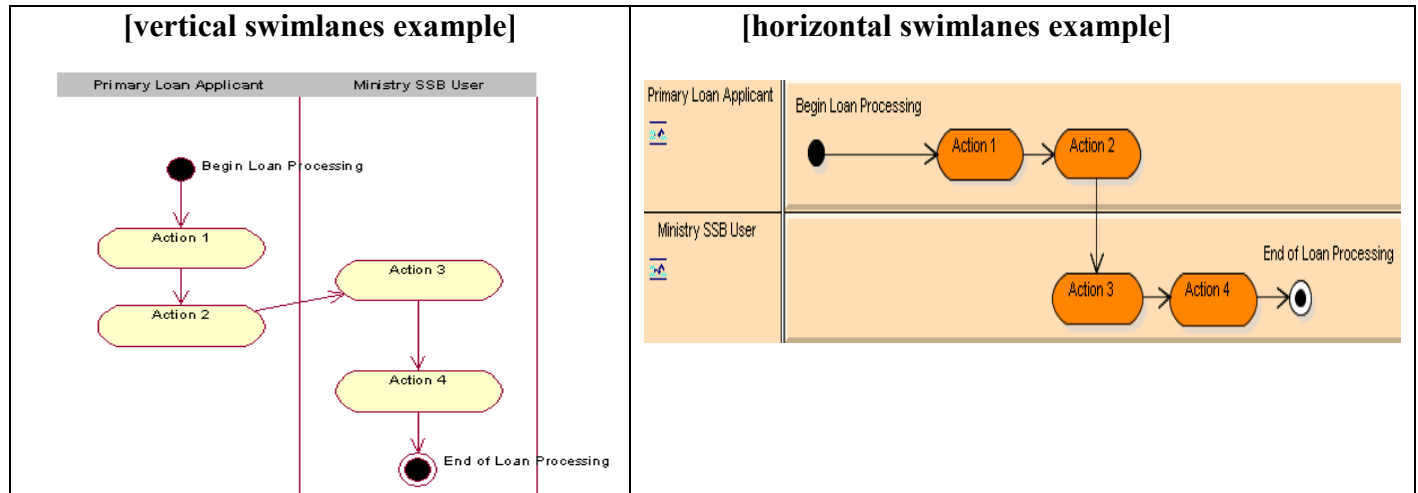 [vertical swimlanes example]
Primary Loan Applicant
Ministry SSB User
Begin Loan Processing
Action 1
Action 2
Action 3
Action 4
End of Loan Processing
[horizontal swimlanes example]
Primary Loan Applicant
Begin Loan Processing
Action 1
Action 2
Ministry SSB User
End of Loan Processing
Action 3
Action 4